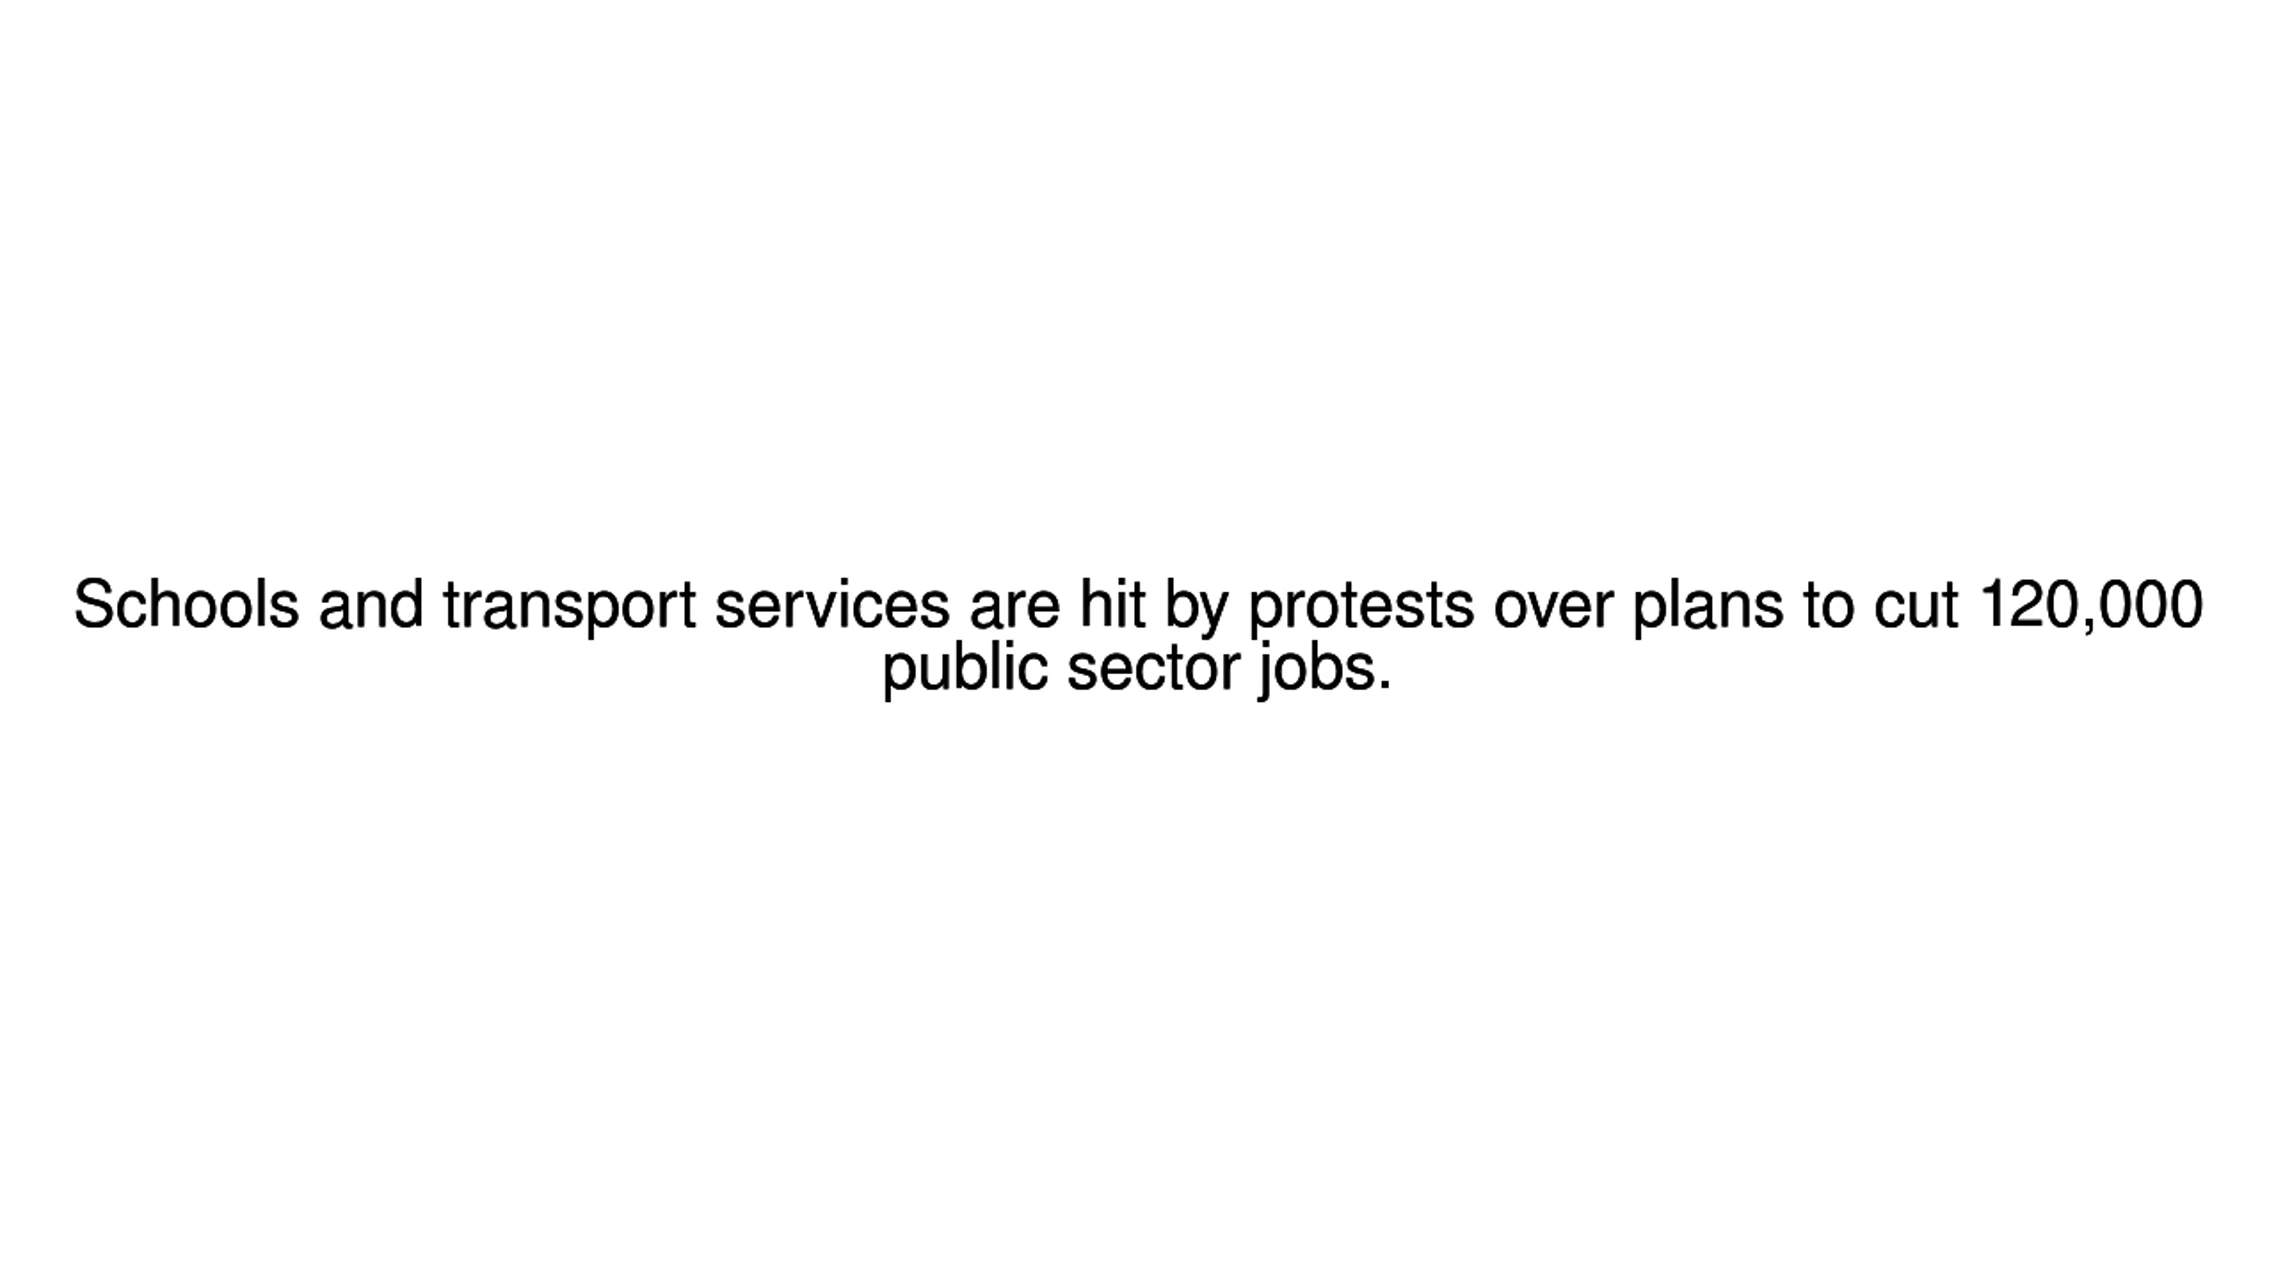 Schools and transport services are hit by protests over plans to cut 120,000
public sector jobs.